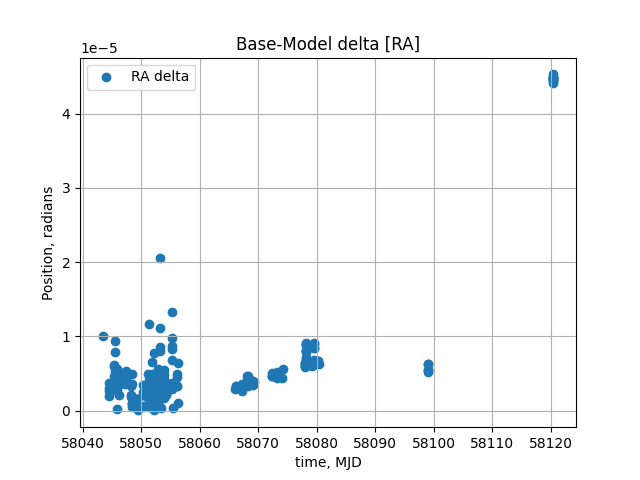 Base-Model delta [RA]
1e−5
RA delta
4
3
2
1
0
Position, radians
58040 58050 58060 58070 58080 58090 58100 58110 58120
time, MJD